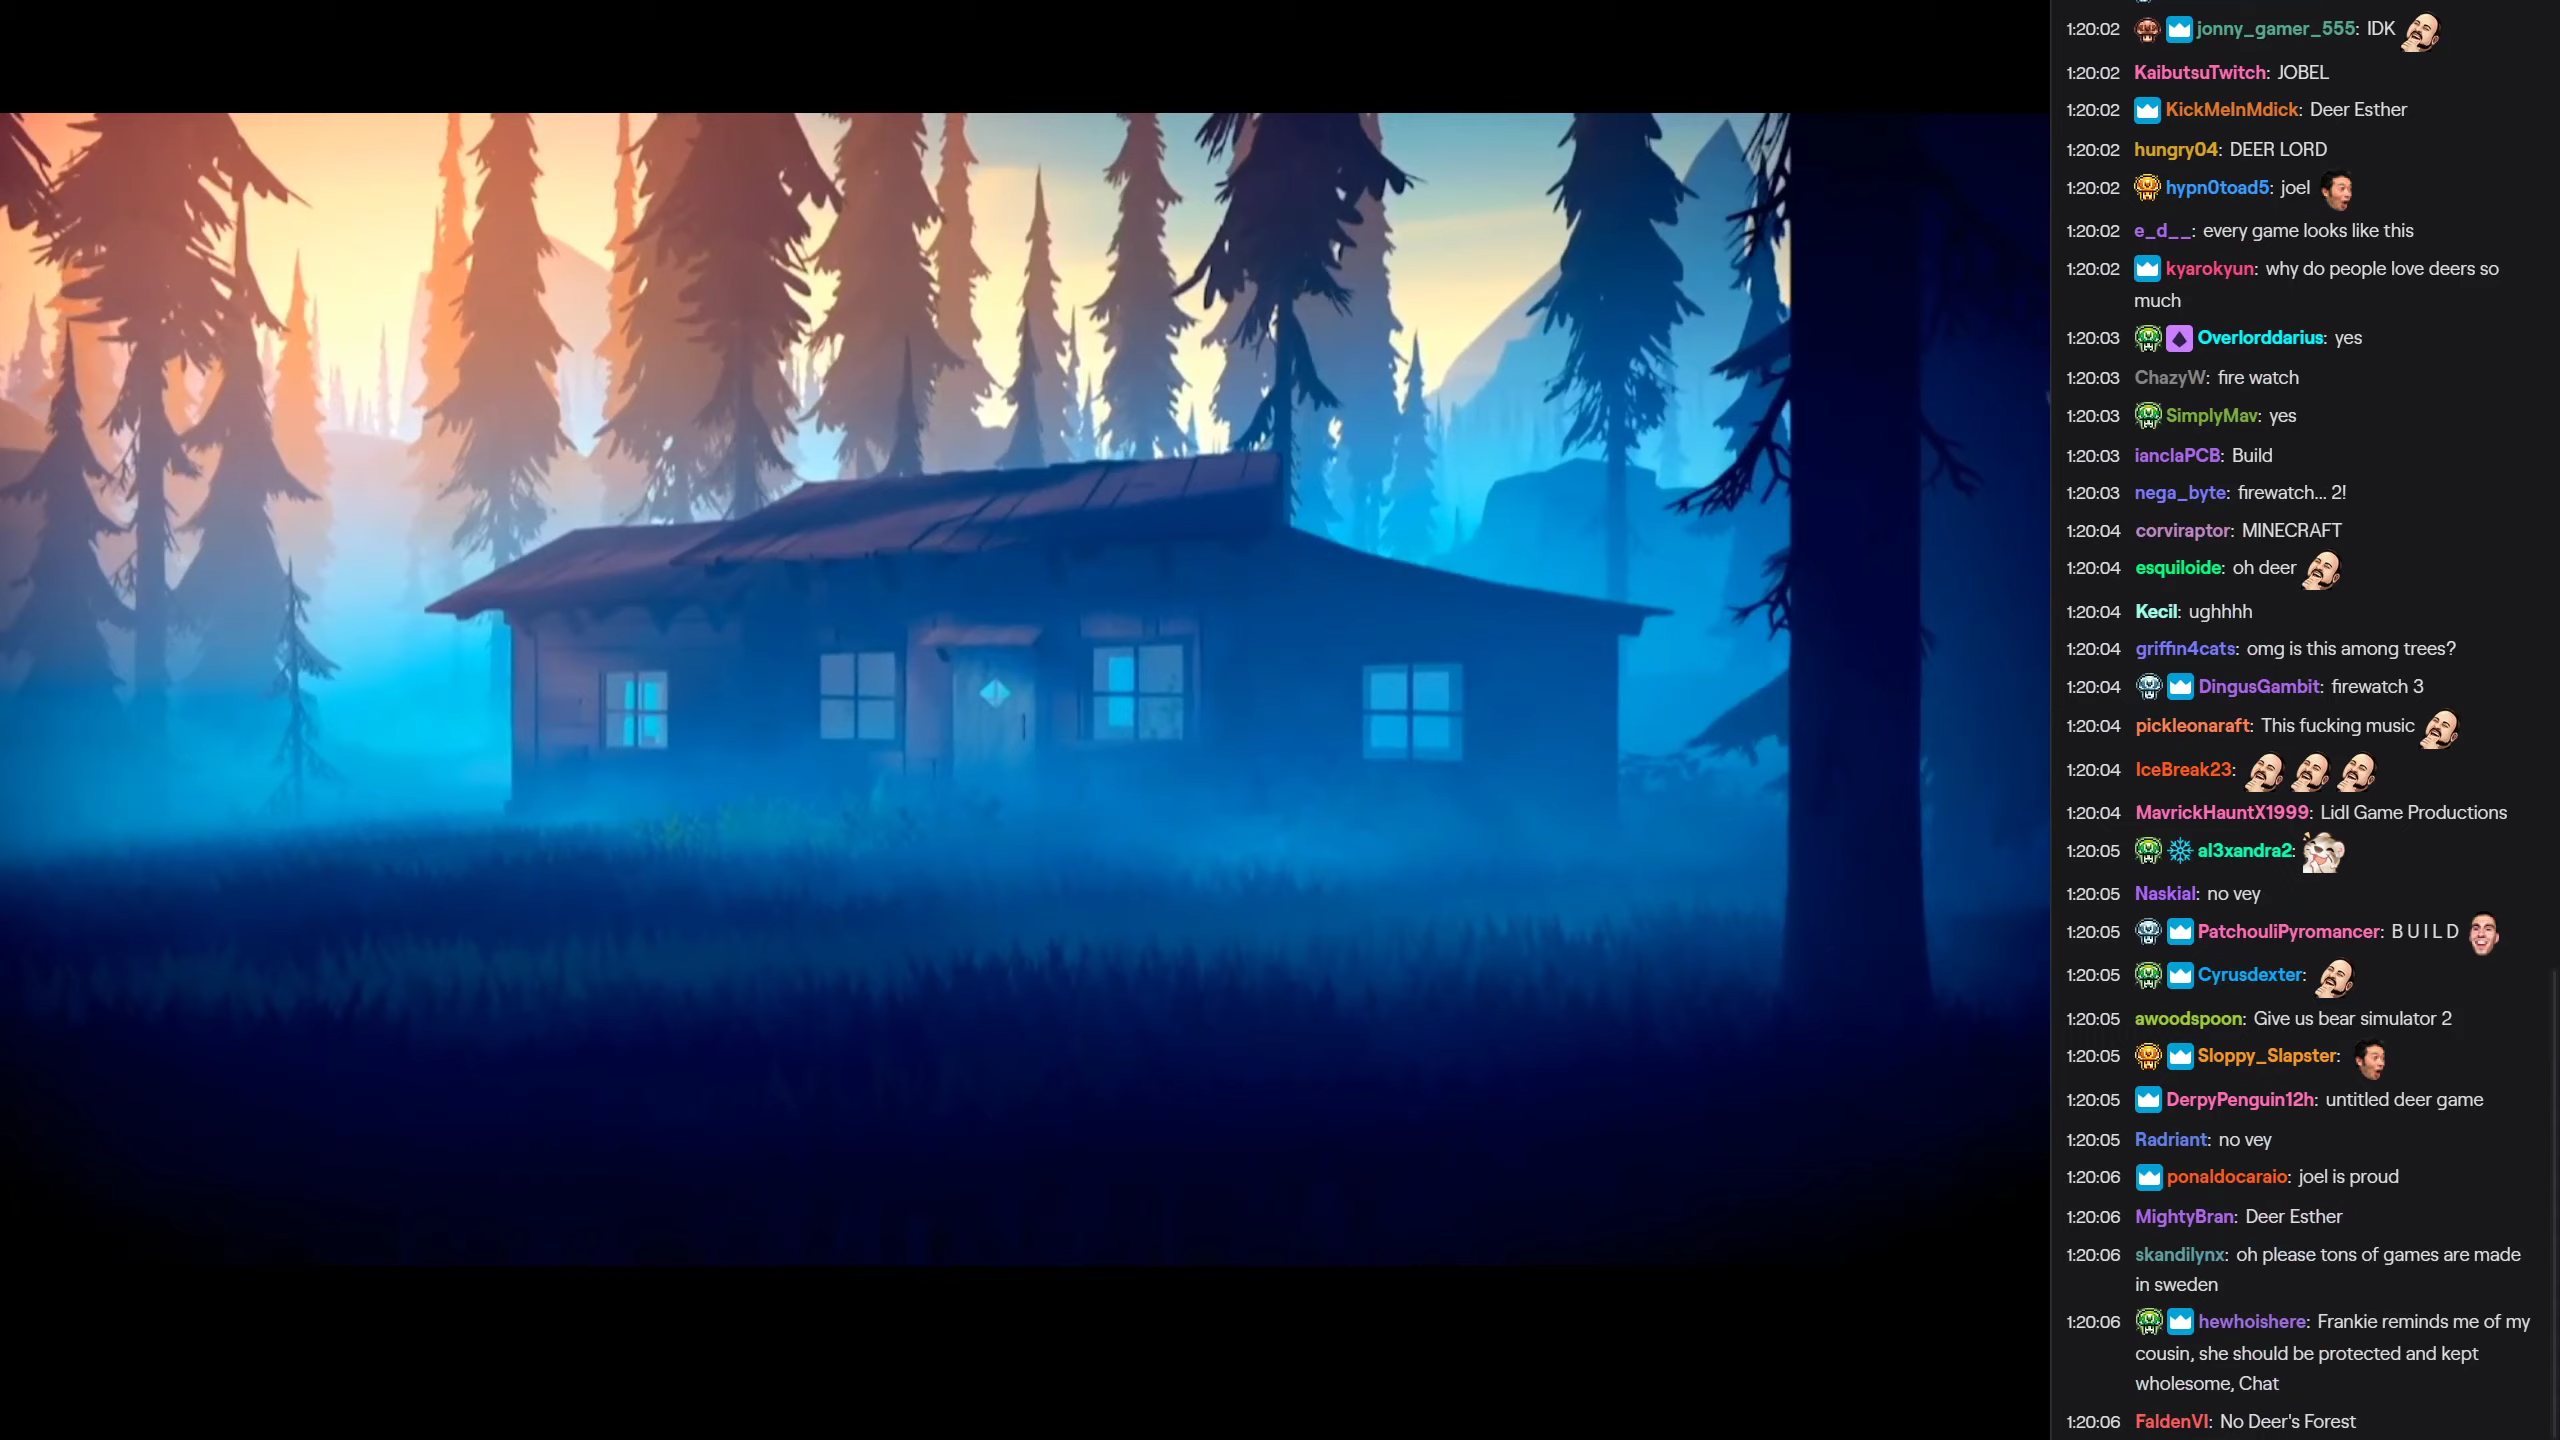 1:20:02 jonny_gamer_555: IDK
1:20:02 KaibutsuTwitch: JOBEL
1:20:02 KickMeInMdick: Deer Esther
1:20:02 hungry04: DEER LORD
1:20:02 hypn0toad5: joel
1:20:02 e_d__: every game looks like this
1:20:02 kyarokyun: why do people love deers so
much
1:20:03 Overlorddarius: yes
1:20:03 ChazyW: fire watch
1:20:03 SimplyMav: yes
1:20:03 ianclaPCB: Build
1:20:03 nega_byte: firewatch... 2!
1:20:04 corviraptor: MINECRAFT
1:20:04 esquiloide: oh deer
1:20:04 Kecil: ughhhh
1:20:04 griffin4cats: omg is this among trees?
1:20:04 DingusGambit: firewatch 3
1:20:04 pickleonaraft: This fucking music
1:20:04 IceBreak23:
1:20:04 MavrickHauntX1999: Lidl Game Productions
1:20:05 al3xandra2:
1:20:05 Naskial: no vey
1:20:05 PatchouliPyromancer: B U I L D
1:20:05 Cyrusdexter:
1:20:05 awoodspoon: Give us bear simulator 2
1:20:05 Sloppy_Slapster:
1:20:05 DerpyPenguin12h: untitled deer game
1:20:05 Radriant: no vey
1:20:06 ponaldocaraio: joel is proud
1:20:06 MightyBran: Deer Esther
1:20:06 skandilynx: oh please tons of games are made
in sweden
1:20:06 hewhoishere: Frankie reminds me of my
cousin, she should be protected and kept
wholesome, Chat
1:20:06 FaldenVI: No Deer's Forest